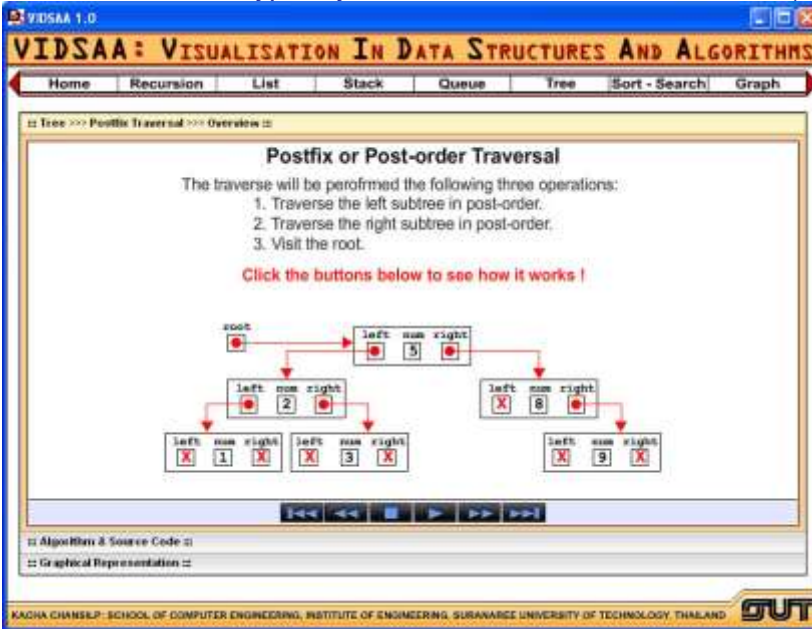 VIDSAA 1.0
VIDSAA: VISUALISATION IN DATA STRUCTURES AND ALGORITHMS
Home Recursion List Stack Queue Tree Sort - Search Graph
:: Tree >>> Postfix Traversal >>> Overview ::
Postfix or Post-order Traversal
The traverse will be perofrmed the following three operations:
1. Traverse the left subtree in post-order.
2. Traverse the right subtree in post-order.
3. Visit the root.
Click the buttons below to see how it works !
root
left num right
5
left num right
2
left num right
X 8
left num right
X 1 X
left num right
X 3 X
left num right
X 9 X
:: Algorithm & Source Code ::
:: Graphical Representation ::
KACHA CHANSILP: SCHOOL OF COMPUTER ENGINEERING, INSTITUTE OF ENGINEERING, SURANAREE UNIVERSITY OF TECHNOLOGY, THAILAND
SUT